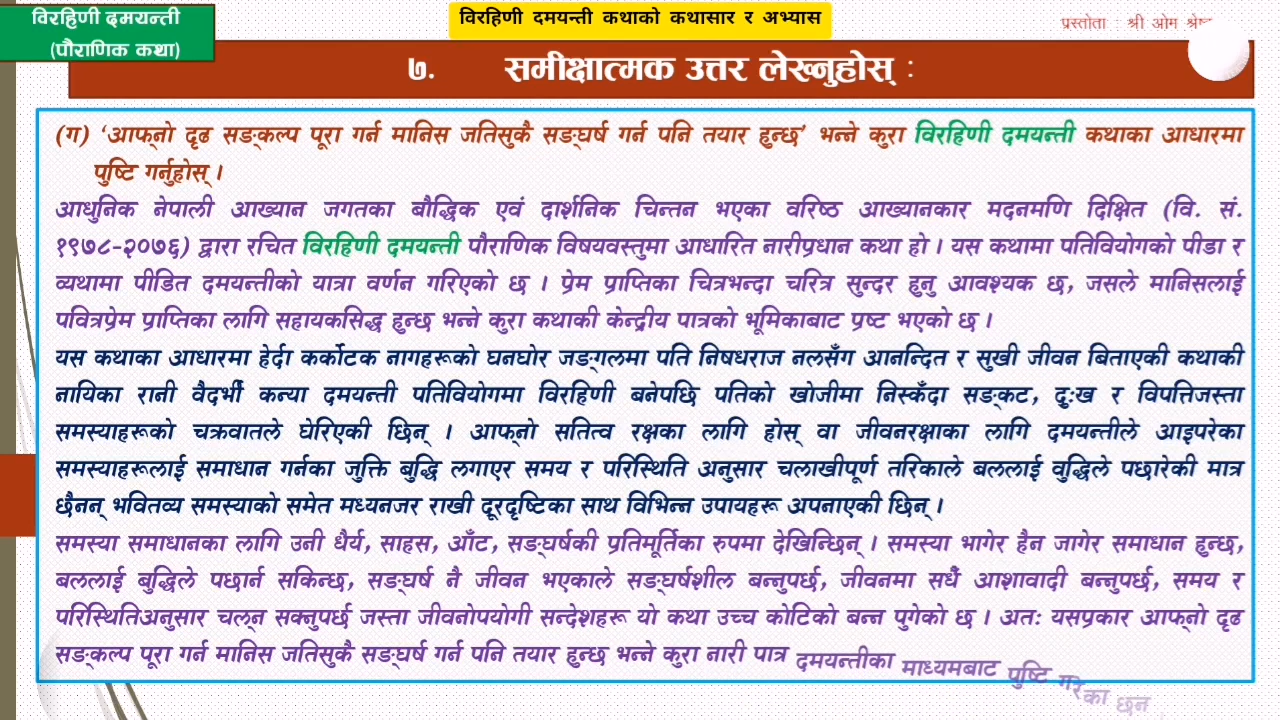 विरहिणी दमयन्ती
(पौराणिक कथा)
विरहिणी दमयन्ती कथाको कथासार र अभ्यास
प्रस्तोता : श्री ओम
७. समीक्षात्मक उत्तर लेख्नुहोस् :
(ग) ‘आफ्नो दृढ सङ्कल्प पूरा गर्न मानिस जतिसुकै सङ्घर्ष गर्न पनि तयार हुन्छ’ भन्ने कुरा विरहिणी दमयन्ती कथाका आधारमा
पुष्टि गर्नुहोस् ।
आधुनिक नेपाली आख्यान जगतका बौद्धिक एवं दार्शनिक चिन्तन भएका वरिष्ठ आख्यानकार मदनमणि दिक्षित (वि. सं.
१९७८-२०७६) द्वारा रचित विरहिणी दमयन्ती पौराणिक विषयवस्तुमा आधारित नारीप्रधान कथा हो । यस कथामा पतिवियोगको पीडा र
व्यथामा पीडित दमयन्तीको यात्रा वर्णन गरिएको छ । प्रेम प्राप्तिका चित्रभन्दा चरित्र सुन्दर हुनु आवश्यक छ, जसले मानिसलाई
पवित्रप्रेम प्राप्तिका लागि सहायकसिद्ध हुन्छ भन्ने कुरा कथाकी केन्द्रीय पात्रको भूमिकाबाट प्रष्ट भएको छ ।
यस कथाका आधारमा हेर्दा कर्कोटक नागहरूको घनघोर जङ्गलमा पति निषधराज नलसँग आनन्दित र सुखी जीवन बिताएकी कथाकी
नायिका रानी वैदर्भी कन्या दमयन्ती पतिवियोगमा विरहिणी बनेपछि पतिको खोजीमा निस्कँदा सङ्कट, दुःख र विपत्तिजस्ता
समस्याहरूको चक्रवातले घेरिएकी छिन् । आफ्नो सतित्व रक्षका लागि होस् वा जीवनरक्षाका लागि दमयन्तीले आइपरेका
समस्याहरूलाई समाधान गर्नका जुक्ति बुद्धि लगाएर समय र परिस्थिति अनुसार चलाखीपूर्ण तरिकाले बललाई वुद्धिले पछारेकी मात्र
छैनन् भवितव्य समस्याको समेत मध्यनजर राखी दूरदृष्टिका साथ विभिन्न उपायहरू अपनाएकी छिन् ।
समस्या समाधानका लागि उनी धैर्य, साहस, आँट, सङ्घर्षकी प्रतिमूर्तिका रुपमा देखिन्छिन् । समस्या भागेर हैन जागेर समाधान हुन्छ,
बललाई बुद्धिले पछार्न सकिन्छ, सङ्घर्ष नै जीवन भएकाले सङ्घर्षशील बन्नुपर्छ, जीवनमा सधैँ आशावादी बन्नुपर्छ, समय र
परिस्थितिअनुसार चल्न सक्नुपर्छ जस्ता जीवनोपयोगी सन्देशहरू यो कथा उच्च कोटिको बन्न पुगेको छ । अतः यसप्रकार आफ्नो दृढ
सङ्कल्प पूरा गर्न मानिस जतिसुकै सङ्घर्ष गर्न पनि तयार हुन्छ भन्ने कुरा नारी पात्र दमयन्तीका माध्यमबाट पुष्टि गरेका छन